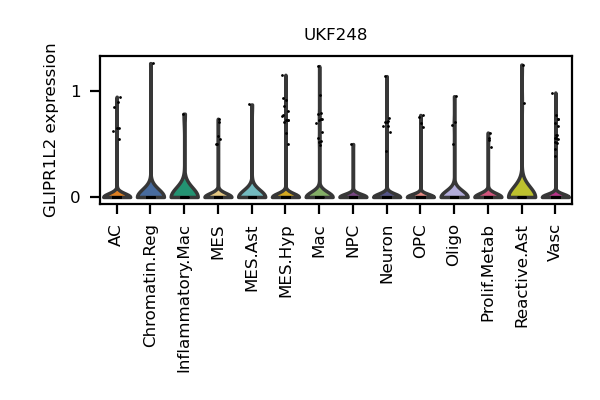 UKF248
GLIPR1L2 expression
1
0
AC
Chromatin.Reg
Inflammatory.Mac
MES
MES.Ast
MES.Hyp
Mac
NPC
Neuron
OPC
Oligo
Prolif.Metab
Reactive.Ast
Vasc